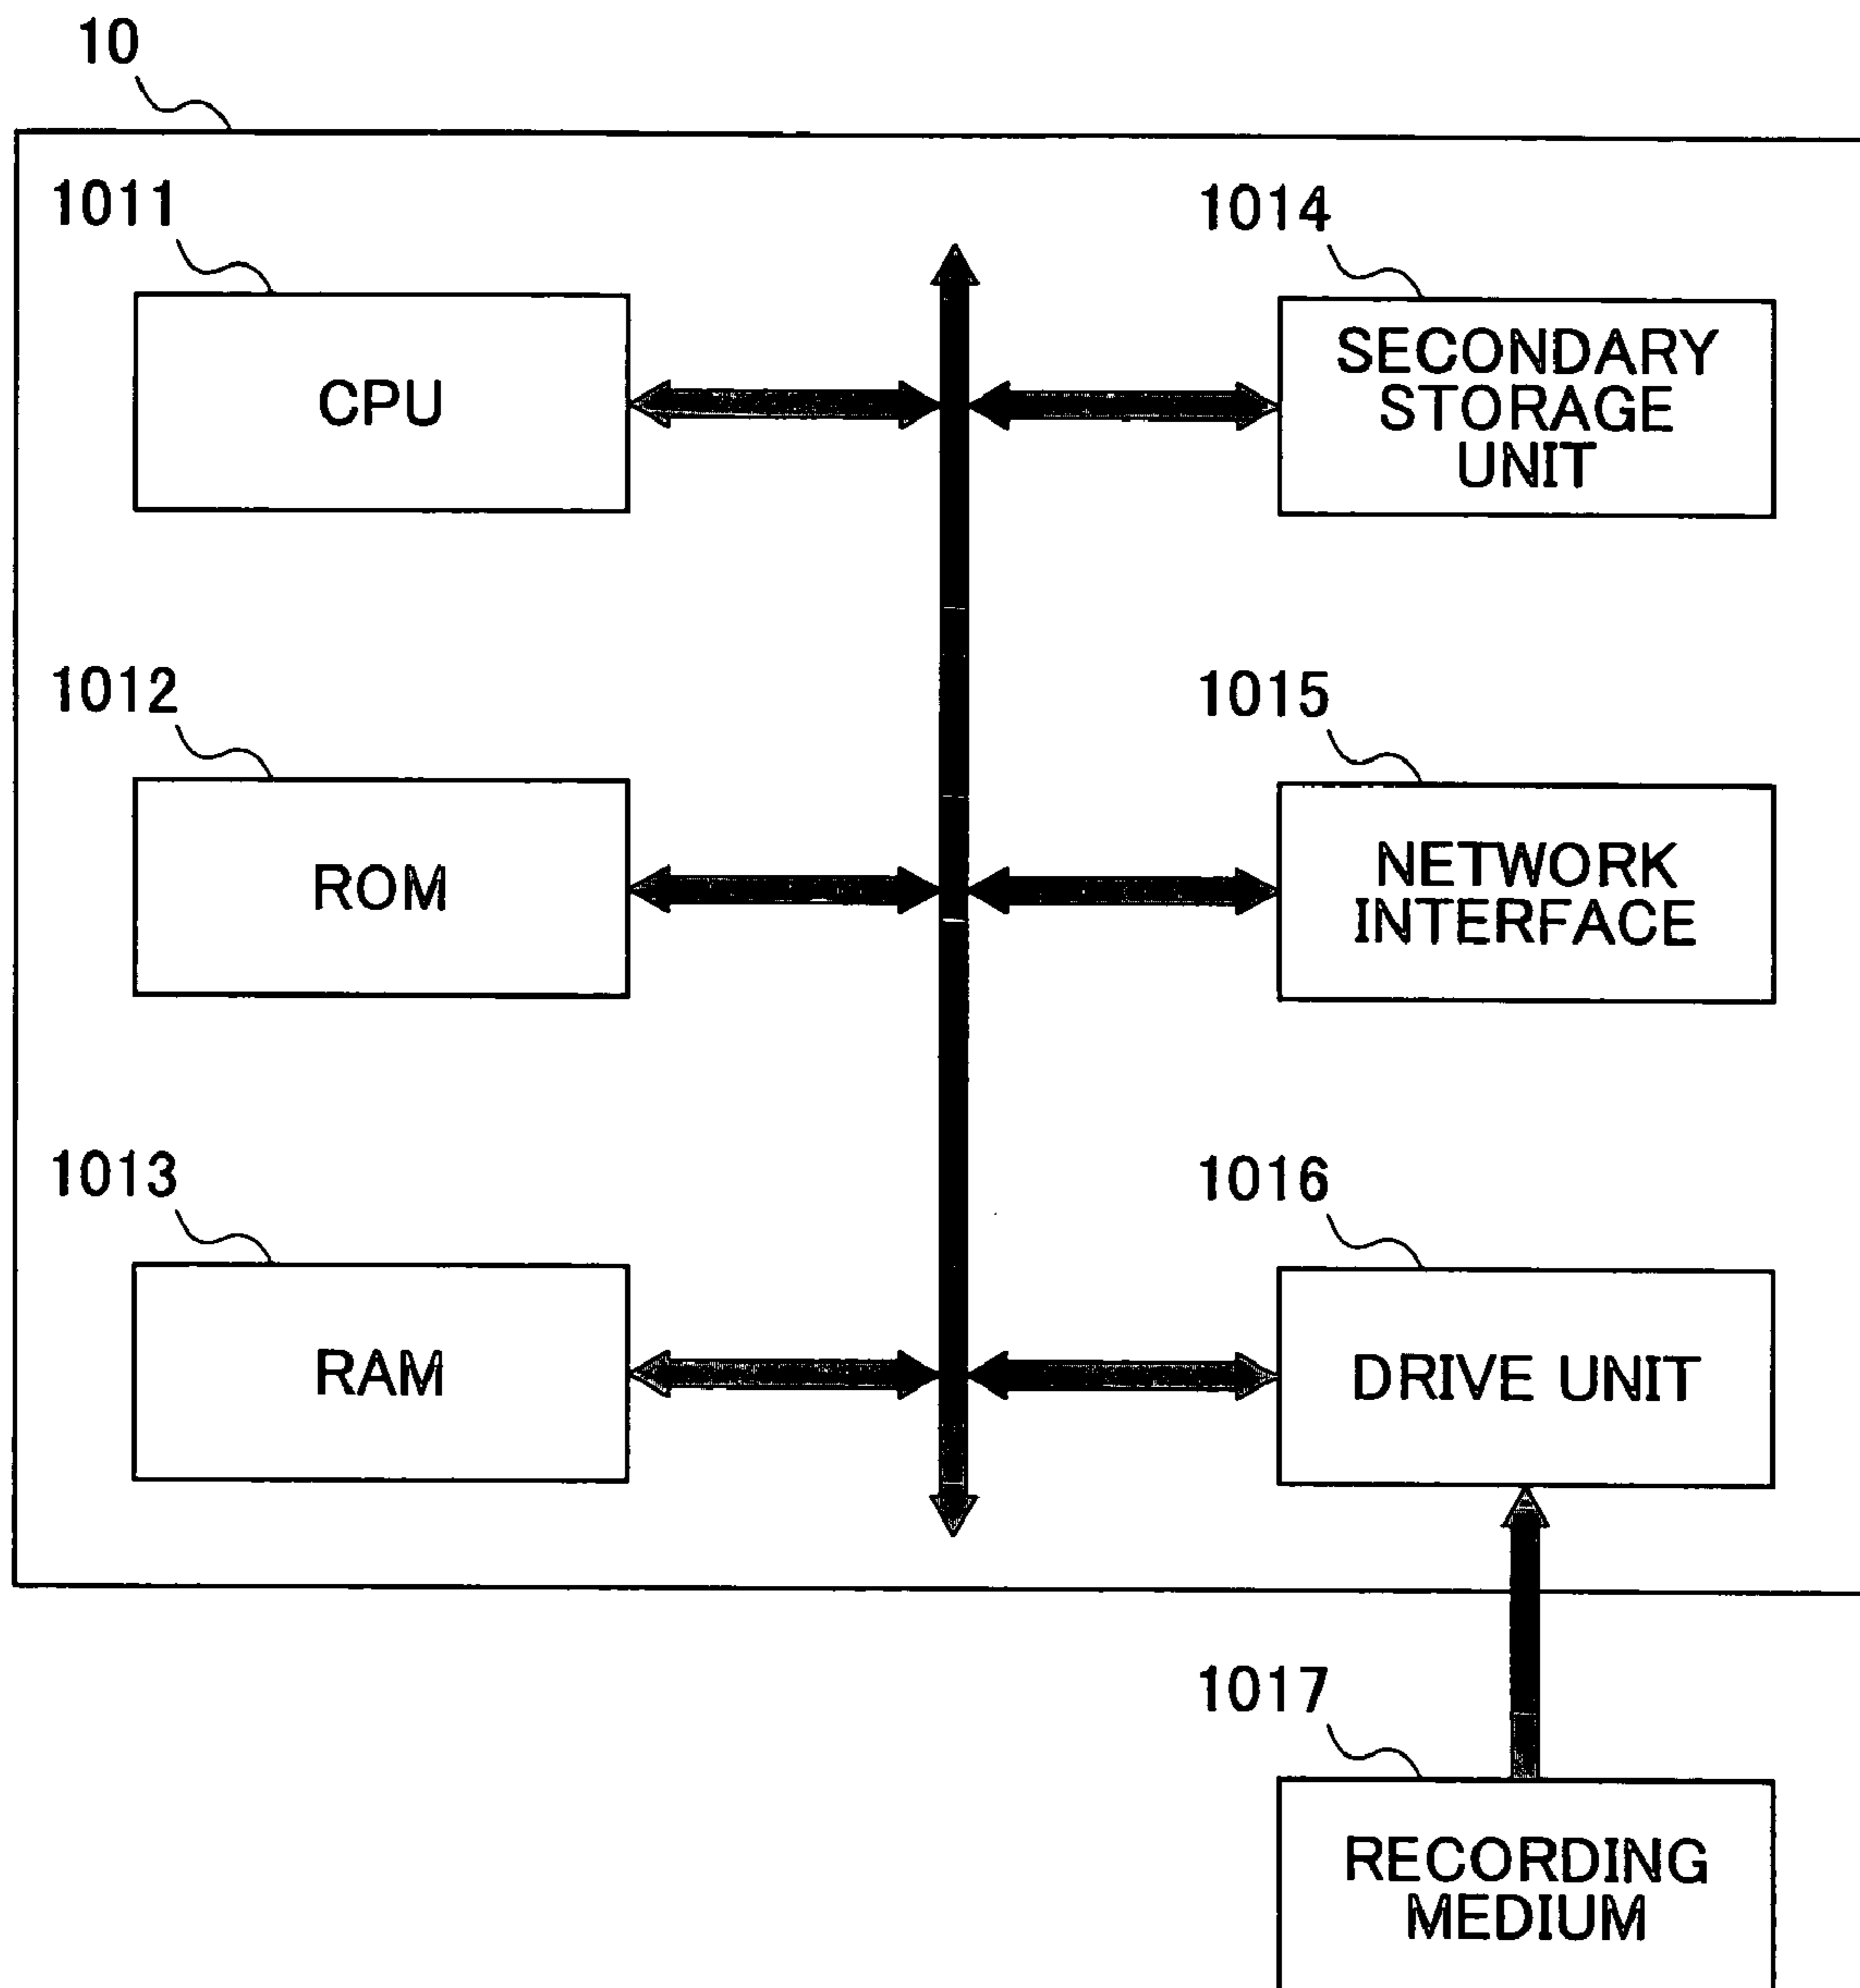 10
1011
CPU
1014
SECONDARY
STORAGE
UNIT
1012
ROM
1015
NETWORK
INTERFACE
1013
RAM
1016
DRIVE UNIT
1017
RECORDING
MEDIUM